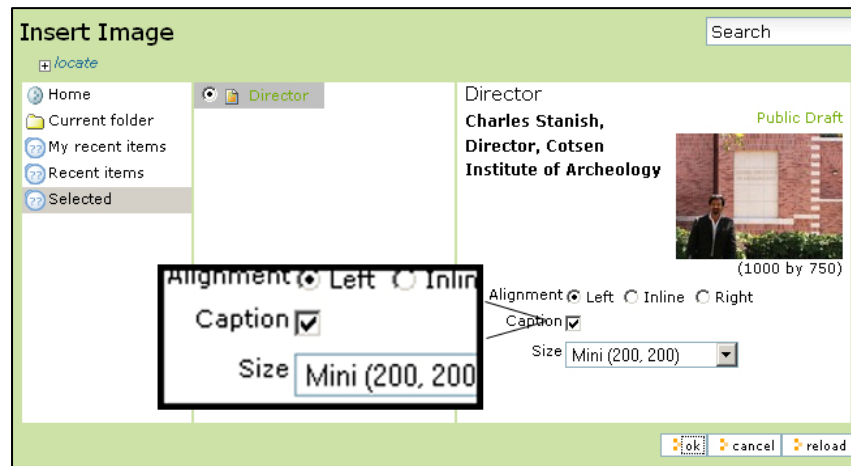 Insert Image
Search
locate
Home
Current folder
?? My recent items
?? Recent items
?? Selected
Director
Director
Charles Stanish,
Director, Cotsen
Institute of Archeology
Public Draft
(1000 by 750)
Alignment Left Inline Right
Caption
Size Mini (200, 200)
Alignment Left Inlin
Caption
Size Mini (200, 200
ok cancel reload